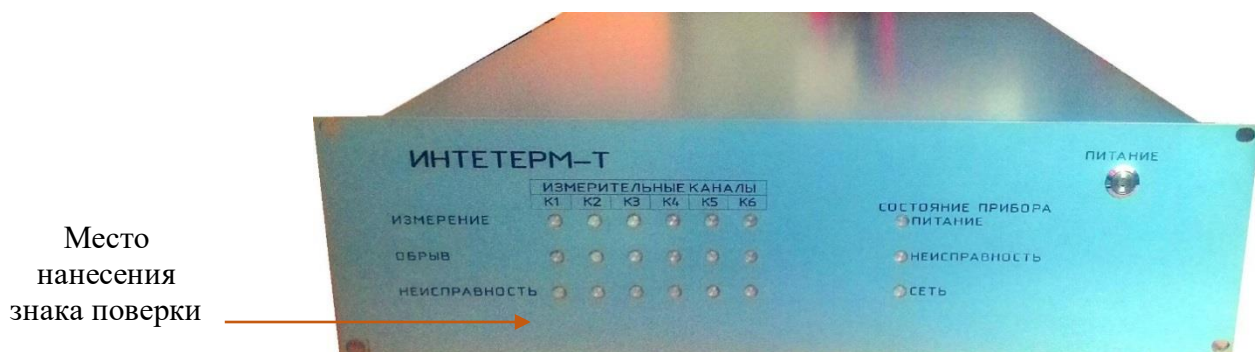 ИНТЕТЕРМ-Т
ПИТАНИЕ
ИЗМЕРИТЕЛЬНЫЕ КАНАЛЫ
К1 К2 К3 К4 К5 К6
СОСТОЯНИЕ ПРИБОРА
ИЗМЕРЕНИЕ
ПИТАНИЕ
ОБРЫВ
НЕИСПРАВНОСТЬ
НЕИСПРАВНОСТЬ
СЕТЬ
Место
нанесения
знака поверки